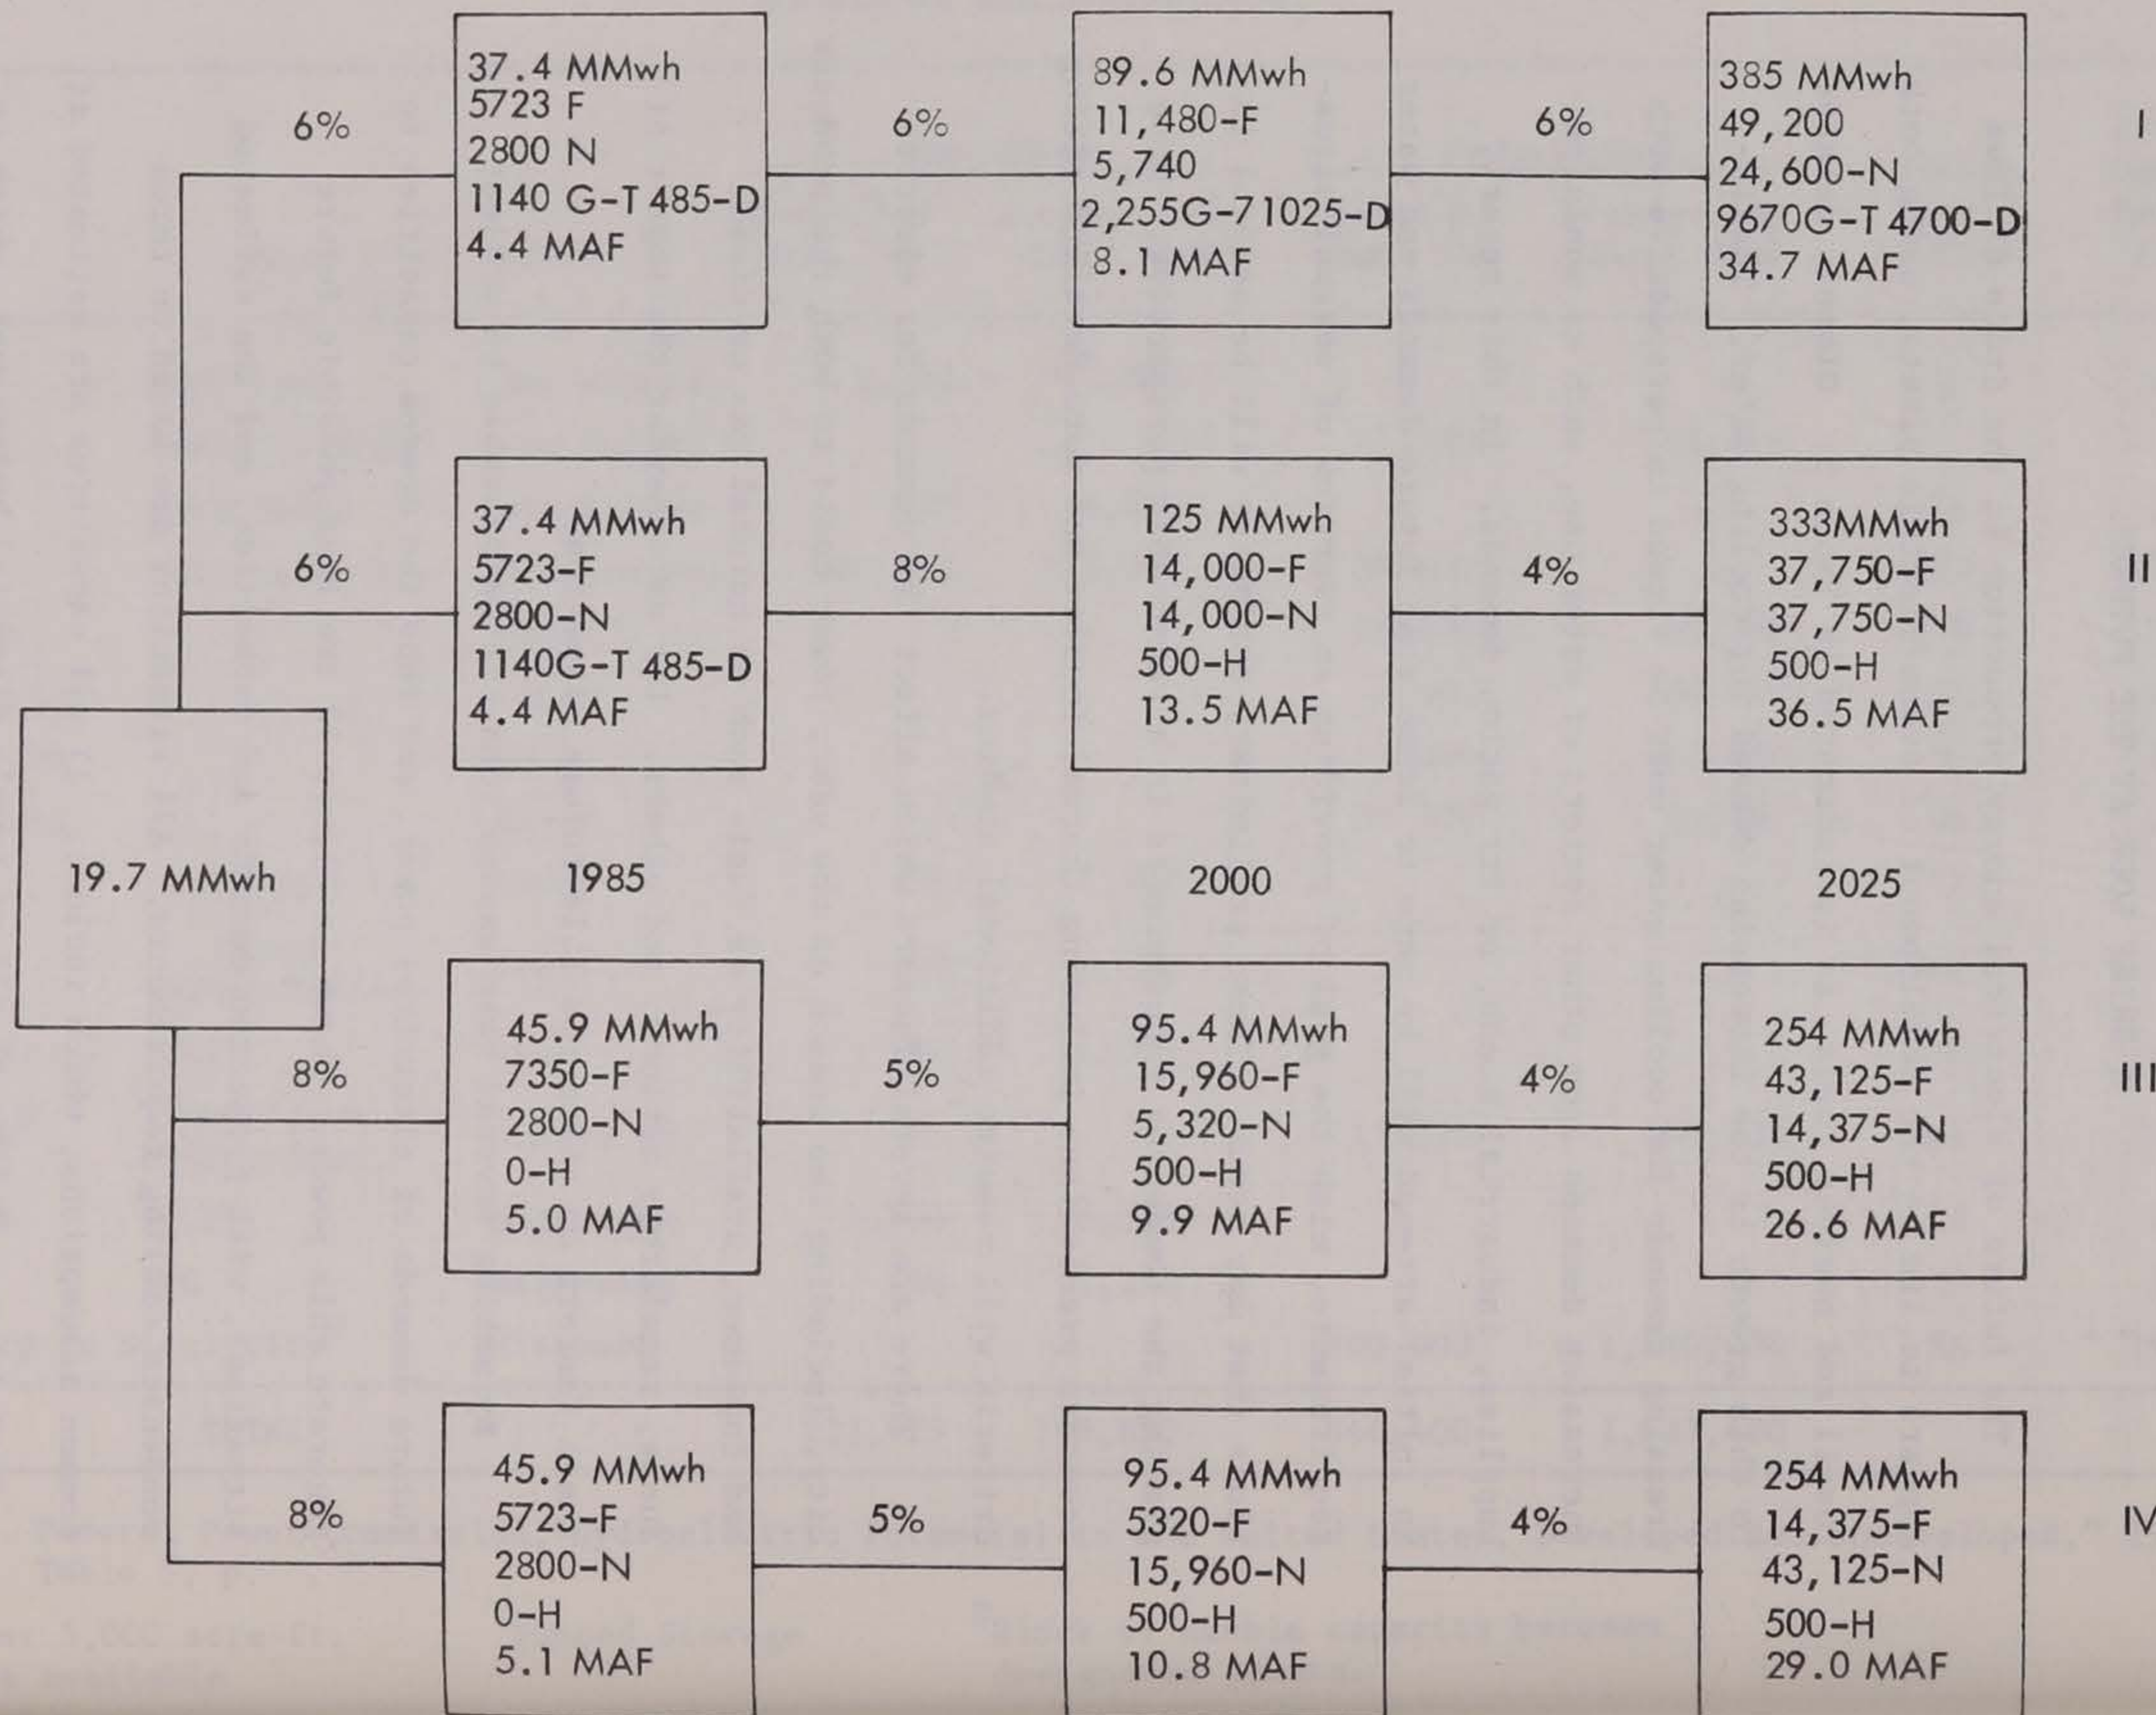 6%
37.4 MMwh
5723 F
2800 N
1140 G-T 485-D
4.4 MAF
6%
89.6 MMwh
11,480-F
5,740
2,255G-71025-D
8.1 MAF
6%
385 MMwh
49,200
24,600-N
9670G-T 4700-D
34.7 MAF
I
6%
37.4 MMwh
5723-F
2800-N
1140G-T 485-D
4.4 MAF
8%
125 MMwh
14,000-F
14,000-N
500-H
13.5 MAF
4%
333MMwh
37,750-F
37,750-N
500-H
36.5 MAF
II
19.7 MMwh
1985
2000
2025
8%
45.9 MMwh
7350-F
2800-N
0-H
5.0 MAF
5%
95.4 MMwh
15,960-F
5,320-N
500-H
9.9 MAF
4%
254 MMwh
43,125-F
14,375-N
500-H
26.6 MAF
III
8%
45.9 MMwh
5723-F
2800-N
0-H
5.1 MAF
5%
95.4 MMwh
5320-F
15,960-N
500-H
10.8 MAF
4%
254 MMwh
14,375-F
43,125-N
500-H
29.0 MAF
IV